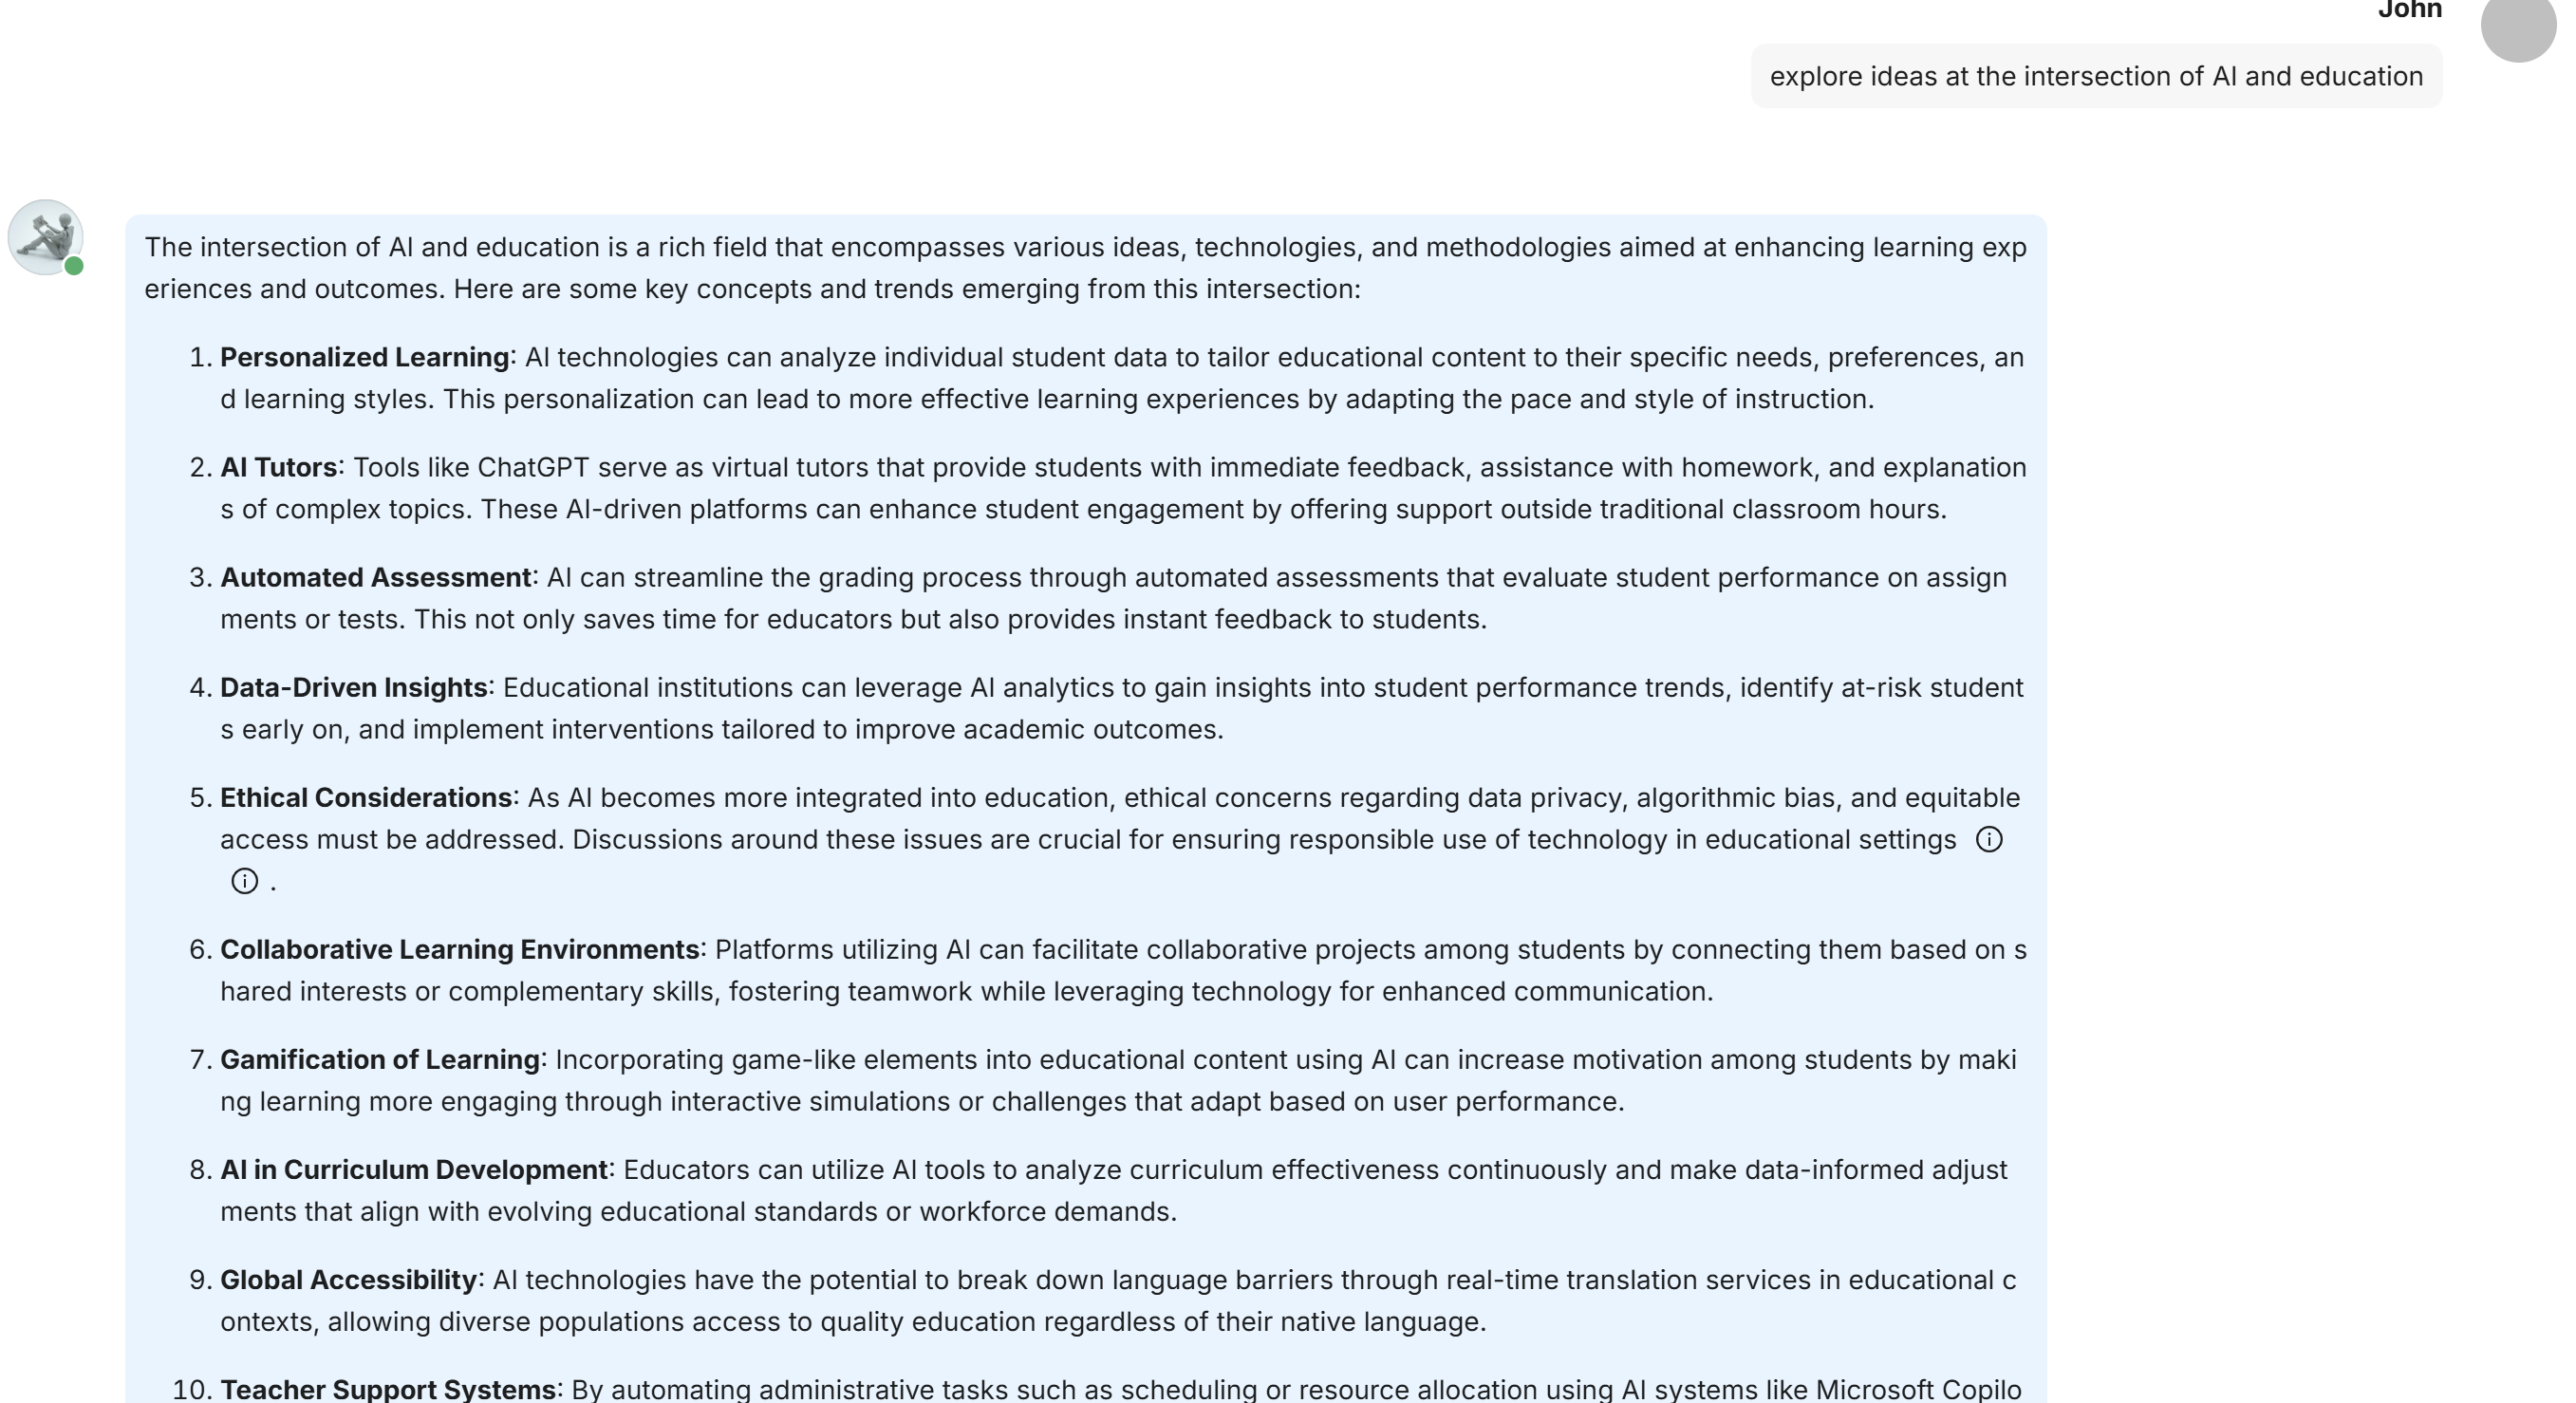 John
explore ideas at the intersection of AI and education
The intersection of AI and education is a rich field that encompasses various ideas, technologies, and methodologies aimed at enhancing learning exp
eriences and outcomes. Here are some key concepts and trends emerging from this intersection:
1. Personalized Learning: AI technologies can analyze individual student data to tailor educational content to their specific needs, preferences, an
d learning styles. This personalization can lead to more effective learning experiences by adapting the pace and style of instruction.
2. AI Tutors: Tools like ChatGPT serve as virtual tutors that provide students with immediate feedback, assistance with homework, and explanation
s of complex topics. These AI-driven platforms can enhance student engagement by offering support outside traditional classroom hours.
3. Automated Assessment: AI can streamline the grading process through automated assessments that evaluate student performance on assign
ments or tests. This not only saves time for educators but also provides instant feedback to students.
4. Data-Driven Insights: Educational institutions can leverage AI analytics to gain insights into student performance trends, identify at-risk student
s early on, and implement interventions tailored to improve academic outcomes.
5. Ethical Considerations: As AI becomes more integrated into education, ethical concerns regarding data privacy, algorithmic bias, and equitable
access must be addressed. Discussions around these issues are crucial for ensuring responsible use of technology in educational settings ⓘ
ⓘ .
6. Collaborative Learning Environments: Platforms utilizing AI can facilitate collaborative projects among students by connecting them based on s
hared interests or complementary skills, fostering teamwork while leveraging technology for enhanced communication.
7. Gamification of Learning: Incorporating game-like elements into educational content using AI can increase motivation among students by maki
ng learning more engaging through interactive simulations or challenges that adapt based on user performance.
8. AI in Curriculum Development: Educators can utilize AI tools to analyze curriculum effectiveness continuously and make data-informed adjust
ments that align with evolving educational standards or workforce demands.
9. Global Accessibility: AI technologies have the potential to break down language barriers through real-time translation services in educational c
ontexts, allowing diverse populations access to quality education regardless of their native language.
10. Teacher Support Systems: By automating administrative tasks such as scheduling or resource allocation using AI systems like Microsoft Copilo